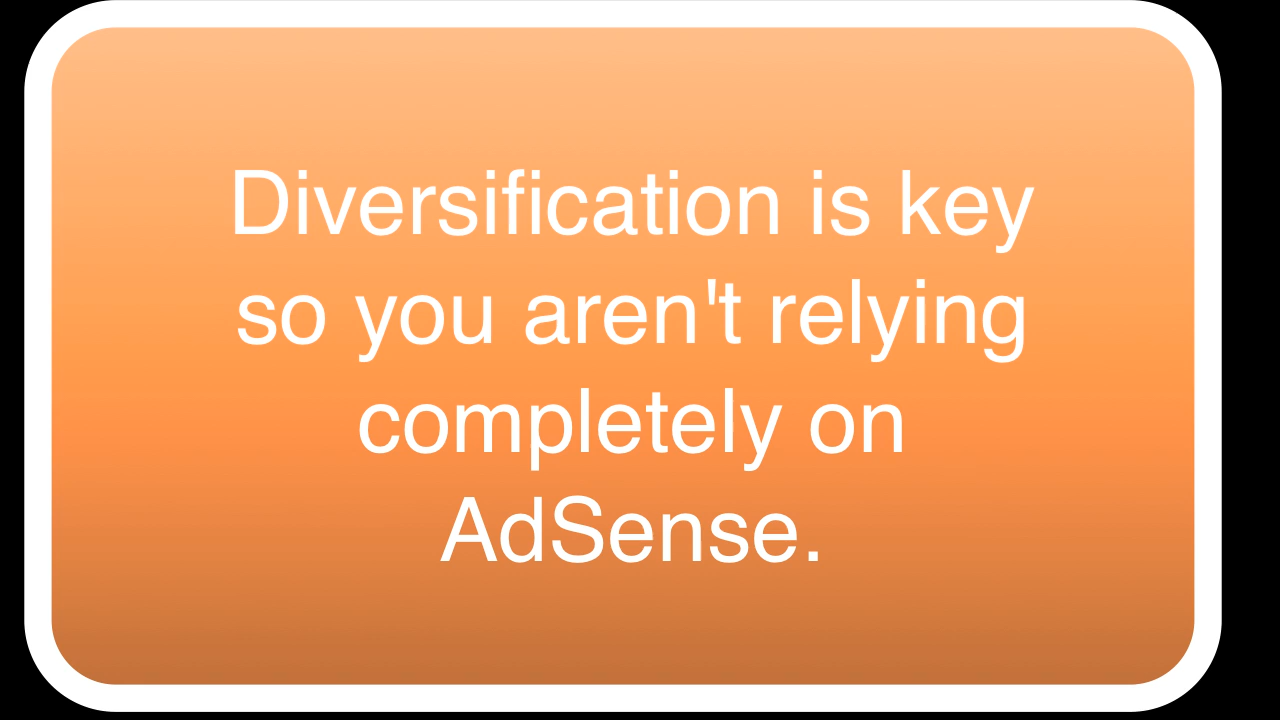 Diversification is key
so you aren't relying
completely on
AdSense.